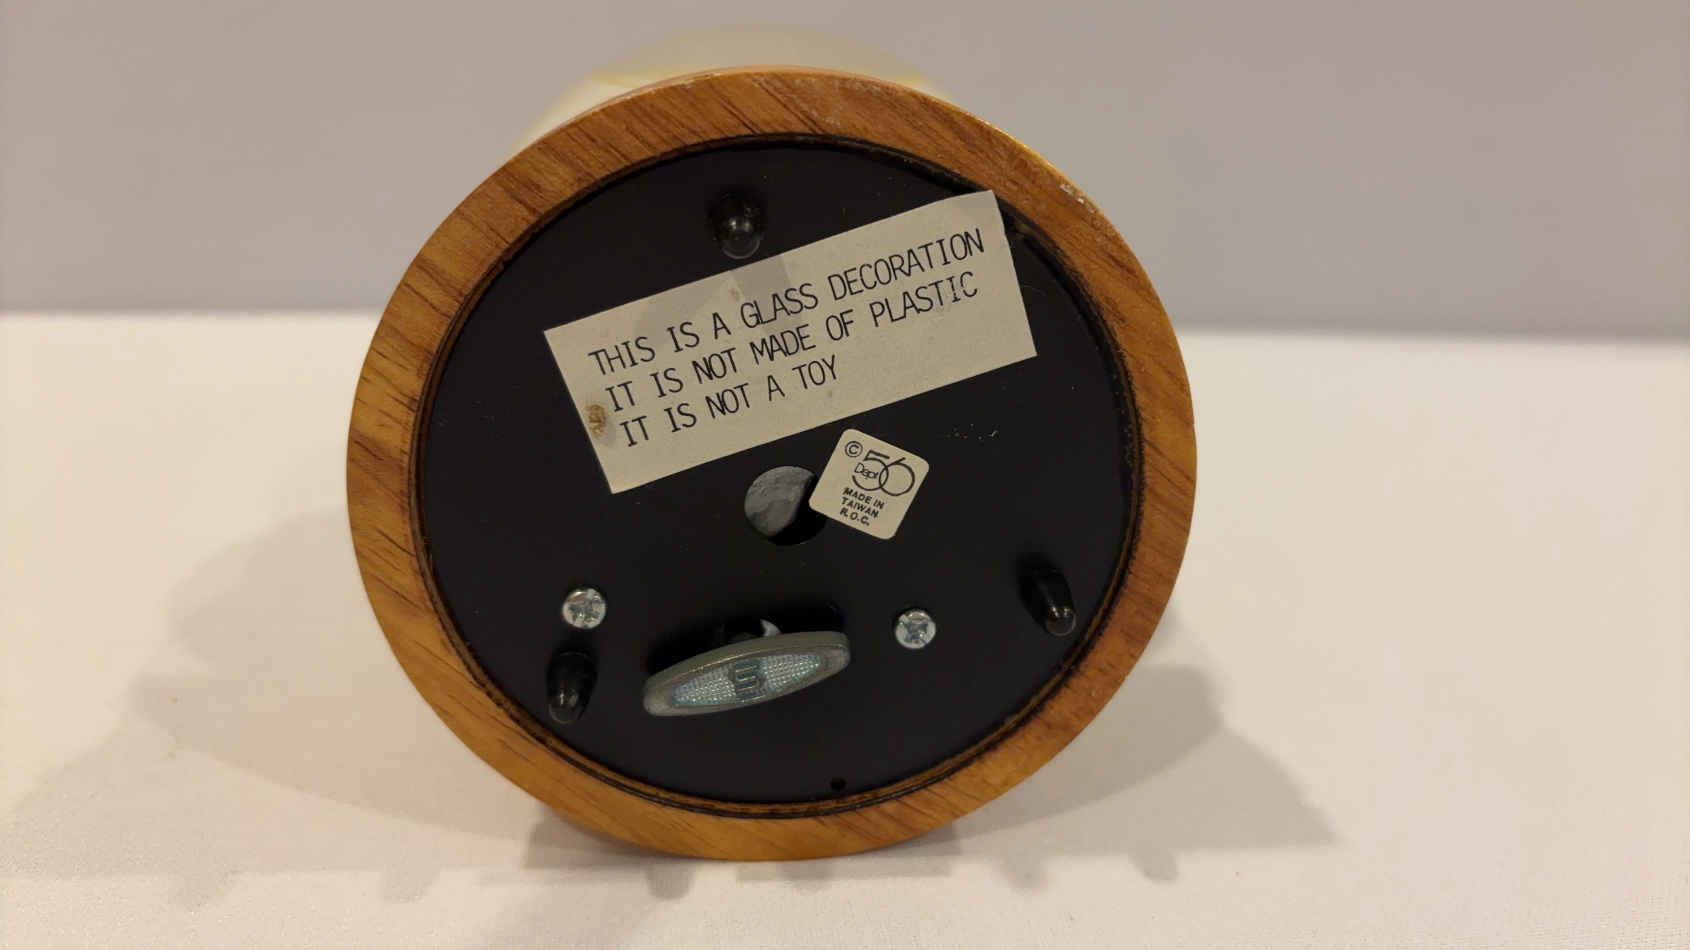 THIS IS A GLASS DECORATION
IT IS NOT MADE OF PLASTIC
IT IS NOT A TOY
© Dept 56
MADE IN
TAIWAN
R.O.C.